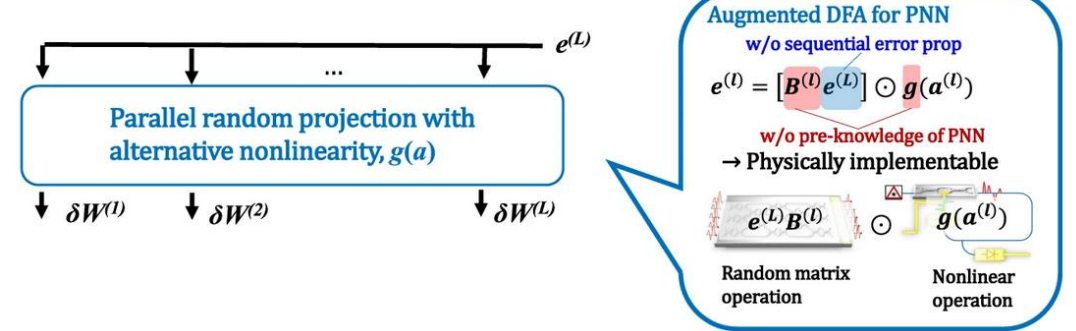 e(L)
...
Parallel random projection with
alternative nonlinearity, g(a)
δW(1)
δW(2)
δW(L)
Augmented DFA for PNN
w/o sequential error prop
e(l) = [B(l)e(L)] ⊙ g(a(l))
w/o pre-knowledge of PNN
→ Physically implementable
e(L)B(l) ⊙ g(a(l))
Random matrix
operation
Nonlinear
operation